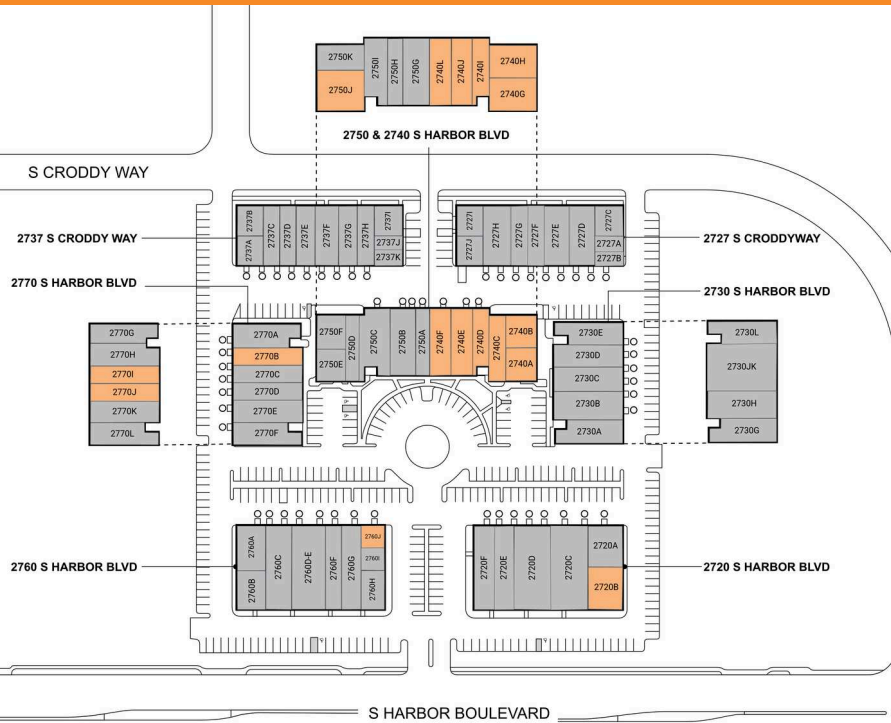 2750K
2750J
2750I
2750H
2750G
2740L
2740J
2740I
2740H
2740G
2750 & 2740 S HARBOR BLVD
S CRODDY WAY
2737 S CRODDY WAY
2737B
2737A
2737C
2737D
2737E
2737F
2737G
2737H
2737I
2737J
2737K
2727I
2727J
2727H
2727G
2727F
2727E
2727D
2727C
2727A
2727B
2727 S CRODDYWAY
2770 S HARBOR BLVD
2730 S HARBOR BLVD
2770G
2770H
2770I
2770J
2770K
2770L
2770A
2770B
2770C
2770D
2770E
2770F
2750F
2750E
2750D
2750C
2750B
2750A
2740F
2740E
2740D
2740C
2740B
2740A
2730E
2730D
2730C
2730B
2730A
2730L
2730JK
2730H
2730G
2760 S HARBOR BLVD
2760A
2760B
2760C
2760D-E
2760F
2760G
2760J
2760I
2760H
2720F
2720E
2720D
2720C
2720A
2720B
2720 S HARBOR BLVD
S HARBOR BOULEVARD